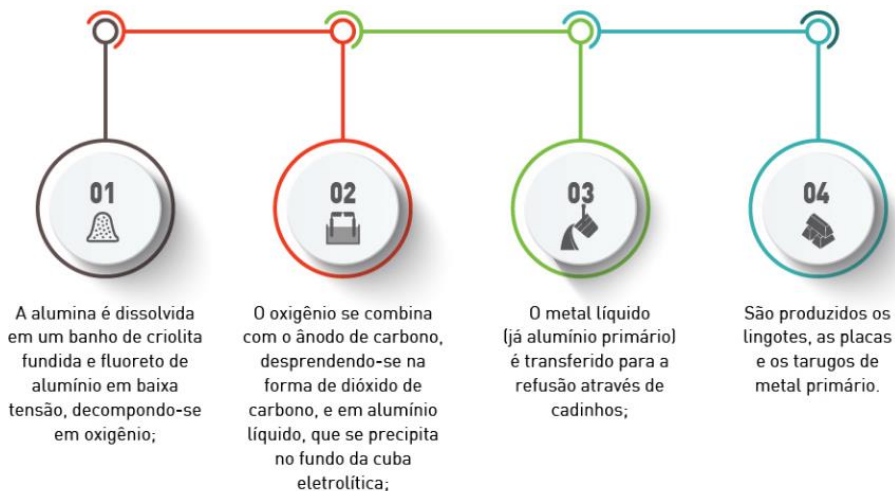 01
A alumina é dissolvida
em um banho de criolita
fundida e fluoreto de
alumínio em baixa
tensão, decompondo-se
em oxigênio;
02
O oxigênio se combina
com o ânodo de carbono,
desprendendo-se na
forma de dióxido de
carbono, e em alumínio
líquido, que se precipita
no fundo da cuba
eletrolítica;
03
O metal líquido
(já alumínio primário)
é transferido para a
refusão através de
cadinhos;
04
São produzidos os
lingotes, as placas
e os tarugos de
metal primário.